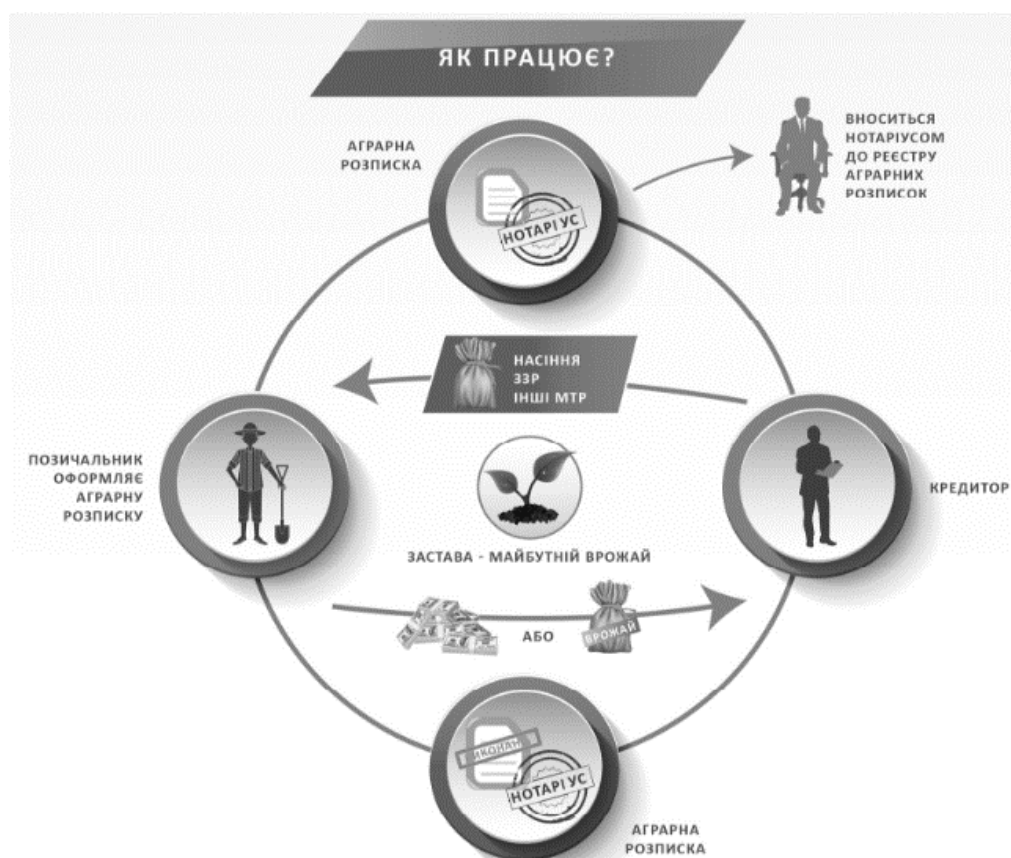 ЯК ПРАЦЮЄ?
АГРАРНА
РОЗПИСКА
НОТАРІУС
ВНОСИТЬСЯ
НОТАРІУСОМ
ДО РЕЄСТРУ
АГРАРНИХ
РОЗПИСОК
НАСІННЯ
ЗЗР
ІНШІ МТР
ПОЗИЧАЛЬНИК
ОФОРМЛЯЄ
АГРАРНУ
РОЗПИСКУ
КРЕДИТОР
ЗАСТАВА - МАЙБУТНІЙ ВРОЖАЙ
АБО
ВРОЖАЙ
НОТАРІУС
АГРАРНА
РОЗПИСКА